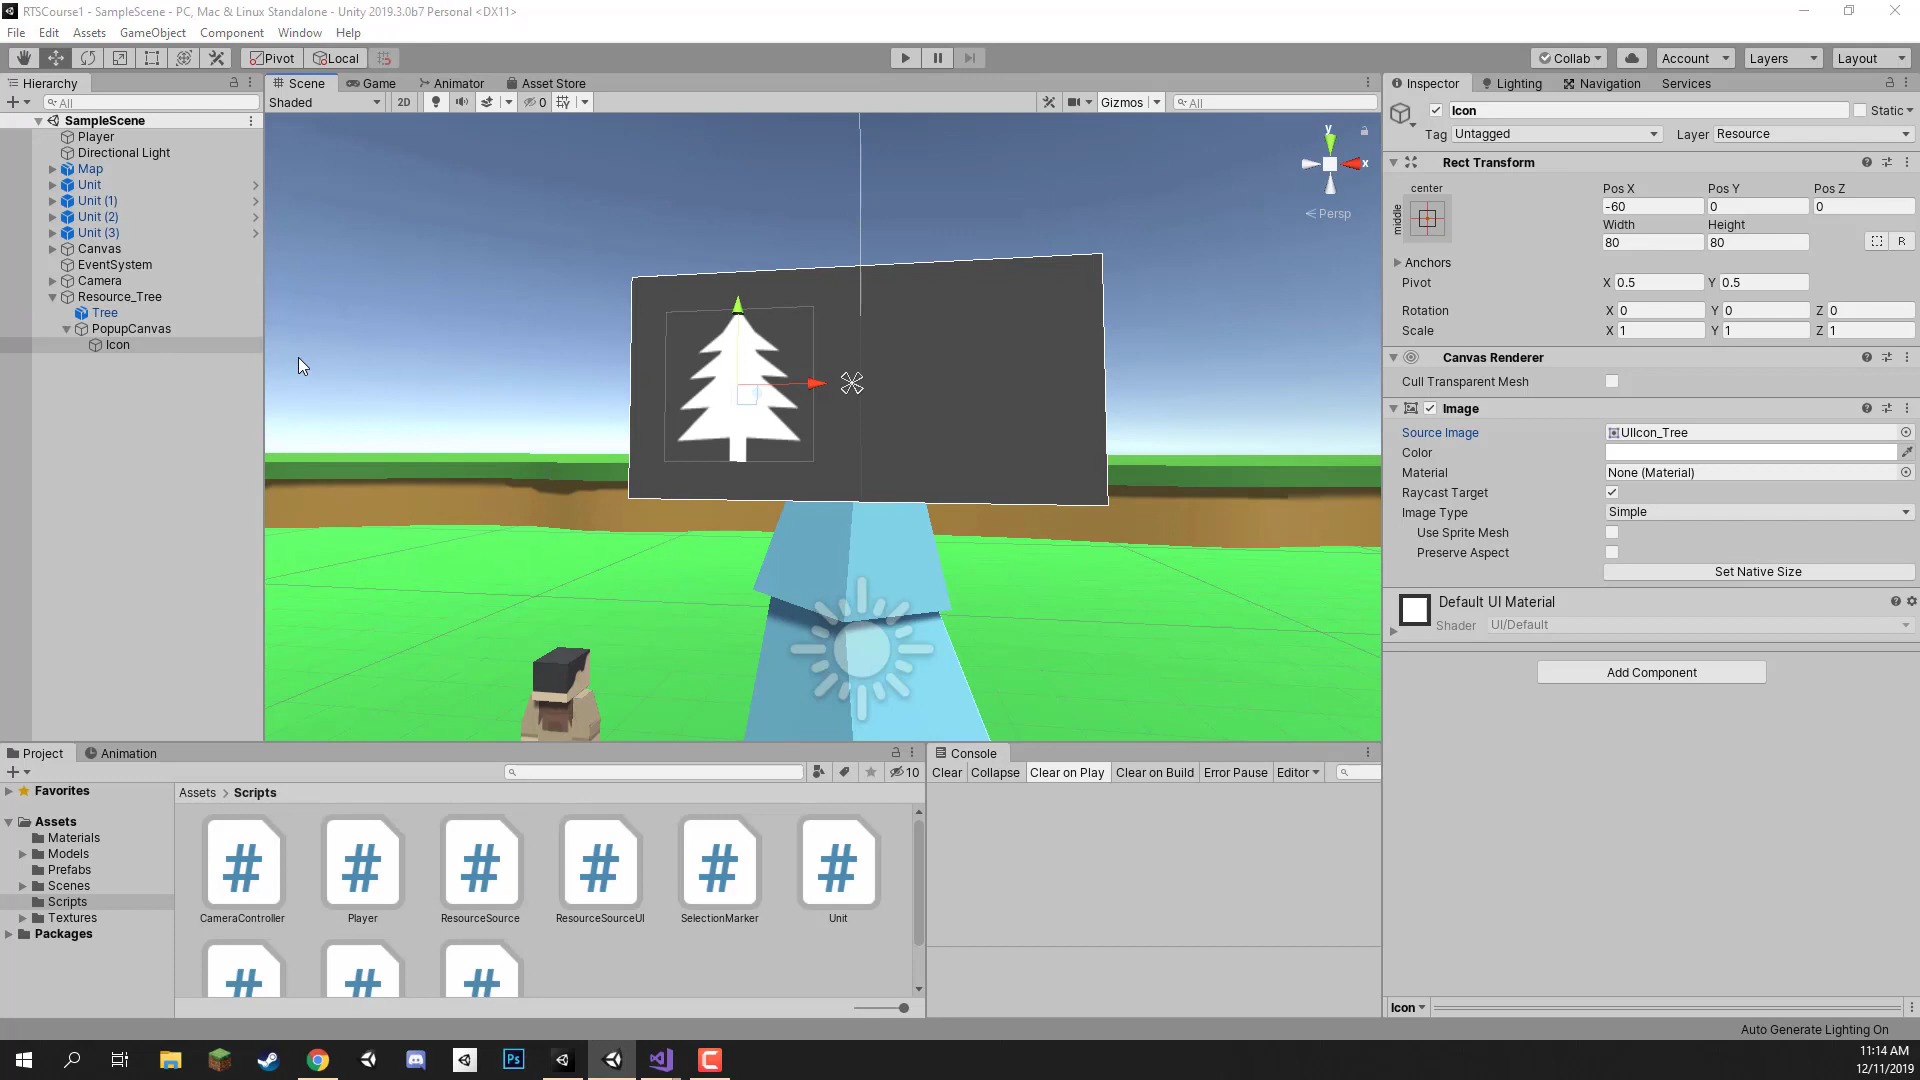 RTSCourse1 - SampleScene - PC, Mac & Linux Standalone - Unity 2019.3.0b7 Personal <DX11>
File Edit Assets GameObject Component Window Help
Pivot Local Collab Account Layers Layout
Hierarchy
All
SampleScene
Player
Directional Light
Map
Unit
Unit (1)
Unit (2)
Unit (3)
Canvas
EventSystem
Camera
Resource_Tree
Tree
PopupCanvas
Icon
Scene Game Animator Asset Store
Shaded 2D 0 Gizmos All
y
x
Persp
Inspector Lighting Navigation Services
Icon Static
Tag Untagged Layer Resource
Rect Transform
center
middle
Pos X Pos Y Pos Z
-60 0 0
Width Height
80 80
R
Anchors
Pivot X 0.5 Y 0.5
Rotation X 0 Y 0 Z 0
Scale X 1 Y 1 Z 1
Canvas Renderer
Cull Transparent Mesh
Image
Source Image UIIcon_Tree
Color
Material None (Material)
Raycast Target
Image Type Simple
Use Sprite Mesh
Preserve Aspect
Set Native Size
Default UI Material
Shader UI/Default
Add Component
Icon
Project Animation
10
Favorites
Assets
Materials
Models
Prefabs
Scenes
Scripts
Textures
Packages
Assets > Scripts
CameraController Player ResourceSource ResourceSourceUI SelectionMarker Unit
Console
Clear Collapse Clear on Play Clear on Build Error Pause Editor
Auto Generate Lighting On
Ps
11:14 AM
12/11/2019